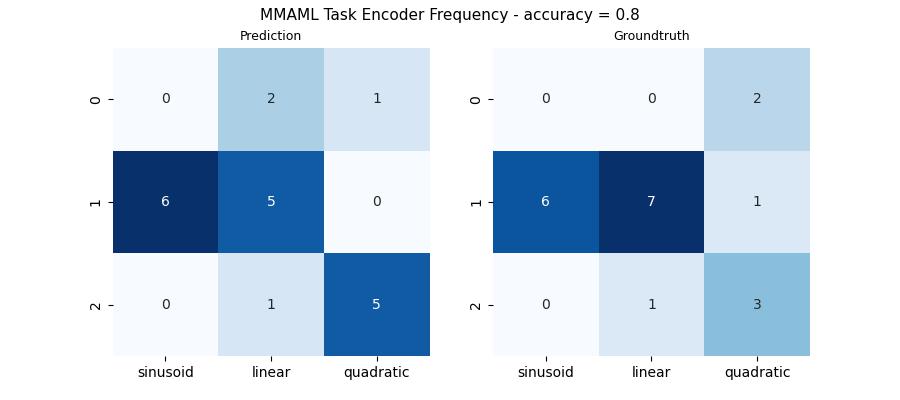 MMAML Task Encoder Frequency - accuracy = 0.8
Prediction
Groundtruth
0 0 2 1
1 6 5 0
2 0 1 5
sinusoid linear quadratic
0 0 0 2
1 6 7 1
2 0 1 3
sinusoid linear quadratic